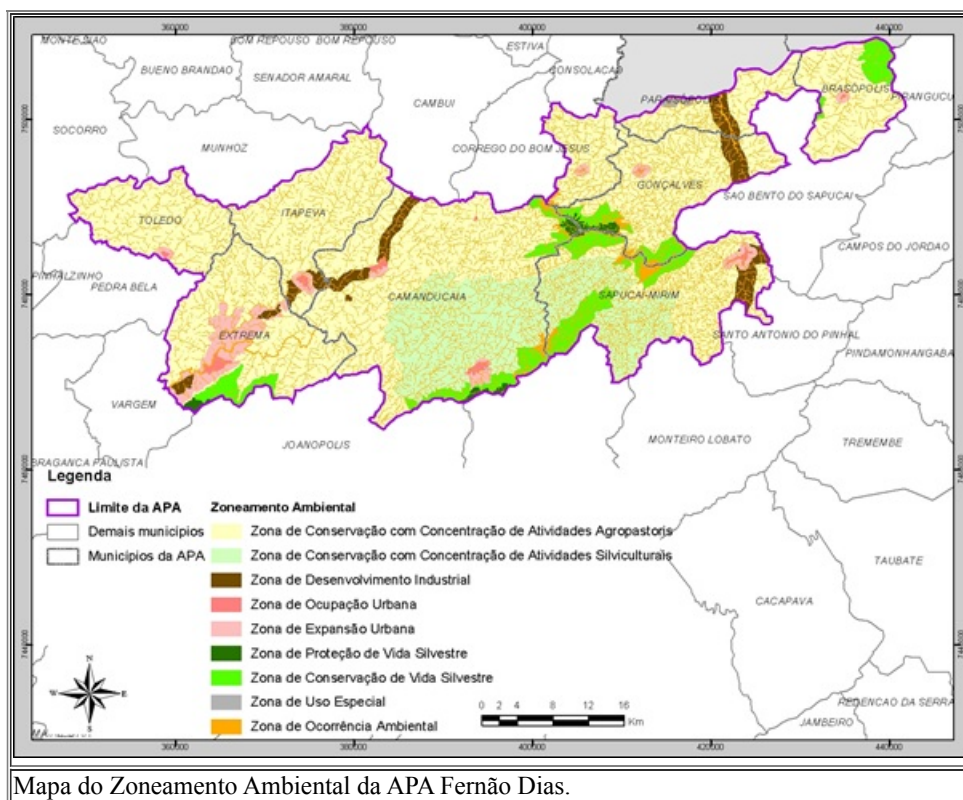 360000 380000 400000 420000 440000
MONTE SIAO BOM REPOUSO BOM REPOUSO ESTIVA
BUENO BRANDAO SENADOR AMARAL CONSOLACAO
CAMBUI BRASÓPOLIS PIRANGUCU
SOCORRO
MUNHOZ CORREGO DO BOM JESUS
GONÇALVES
SAO BENTO DO SAPUCAI
ITAPEVA
TOLEDO
CAMPOS DO JORDAO
PINHALZINHO
PEDRA BELA CAMANDUCAIA SAPUCAI-MIRIM
EXTREMA SANTO ANTONIO DO PINHAL
PINDAMONHANGABA
VARGEM
JOANOPOLIS MONTEIRO LOBATO TREMEMBE
BRAGANCA PAULISTA
Legenda
Limite da APA
Demais municipios
Municípios da APA
Zoneamento Ambiental
Zona de Conservação com Concentração de Atividades Agropastoris
Zona de Conservação com Concentração de Atividades Silviculturais
Zona de Desenvolvimento Industrial
Zona de Ocupação Urbana
Zona de Expansão Urbana
Zona de Proteção de Vida Silvestre
Zona de Conservação de Vida Silvestre
Zona de Uso Especial
Zona de Ocorrência Ambiental
TAUBATE
CACAPAVA
REDENCAO DA SERRA
JAMBEIRO
N
W E
S
0 2 4 8 12 16
Km
360000 380000 400000 420000 440000
Mapa do Zoneamento Ambiental da APA Fernão Dias.